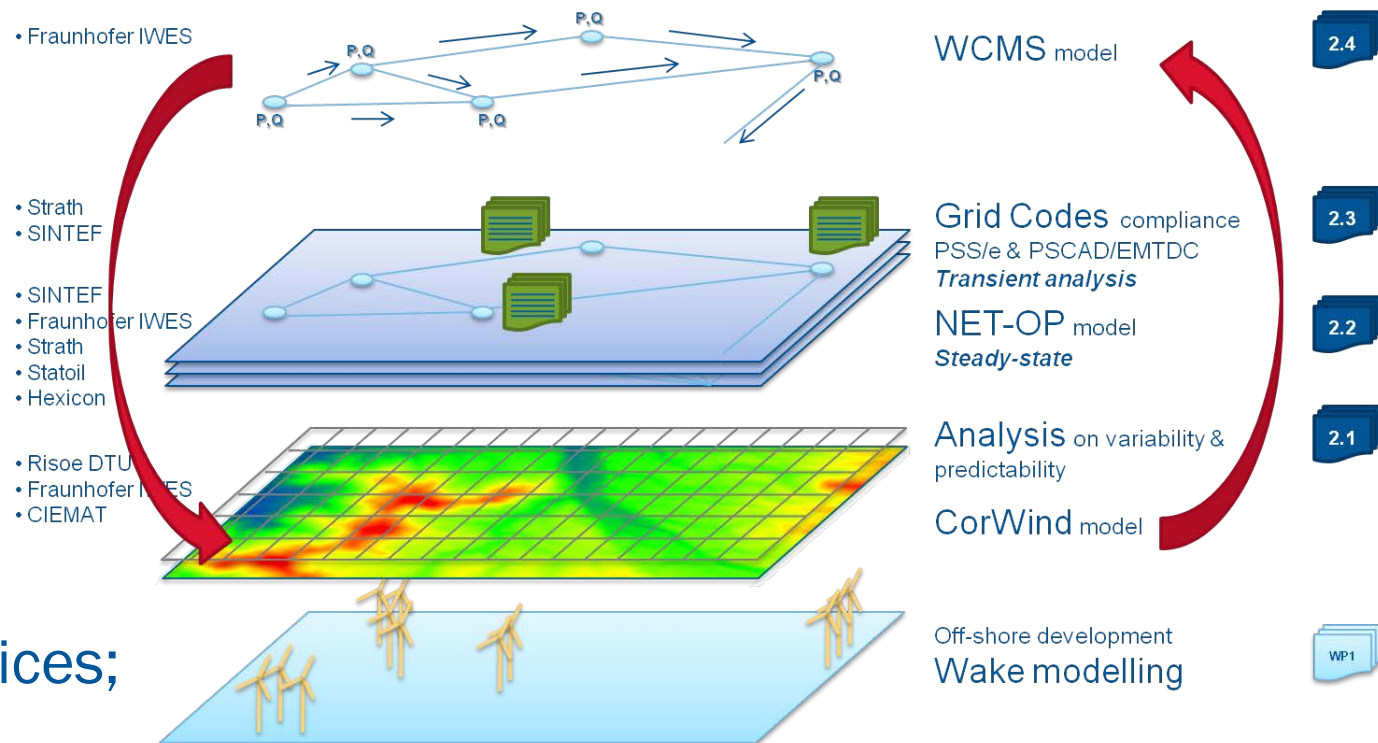 • Fraunhofer IWES
P,Q
P,Q
P,Q
P,Q
P,Q
WCMS model
2.4
• Strath
• SINTEF
Grid Codes compliance
PSS/e & PSCAD/EMTDC
Transient analysis
2.3
• SINTEF
• Fraunhofer IWES
• Strath
• Statoil
• Hexicon
NET-OP model
Steady-state
2.2
• Risoe DTU
• Fraunhofer IWES
• CIEMAT
Analysis on variability &
predictability
2.1
CorWind model
ices;
Off-shore development
Wake modelling
WP1